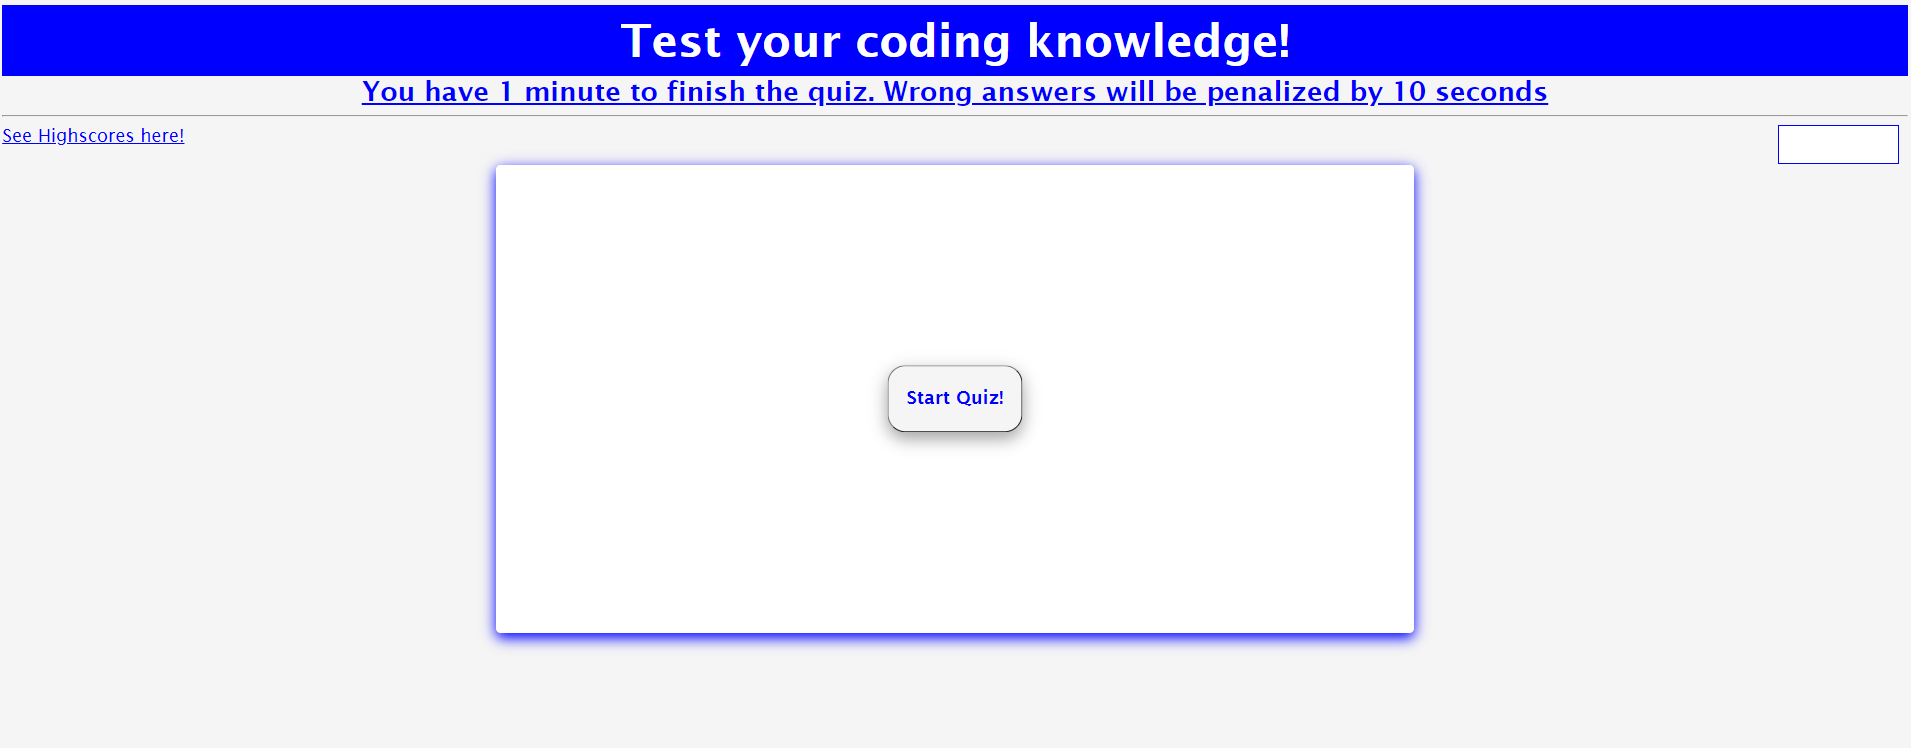 Test your coding knowledge!
You have 1 minute to finish the quiz. Wrong answers will be penalized by 10 seconds
See Highscores here!
Start Quiz!